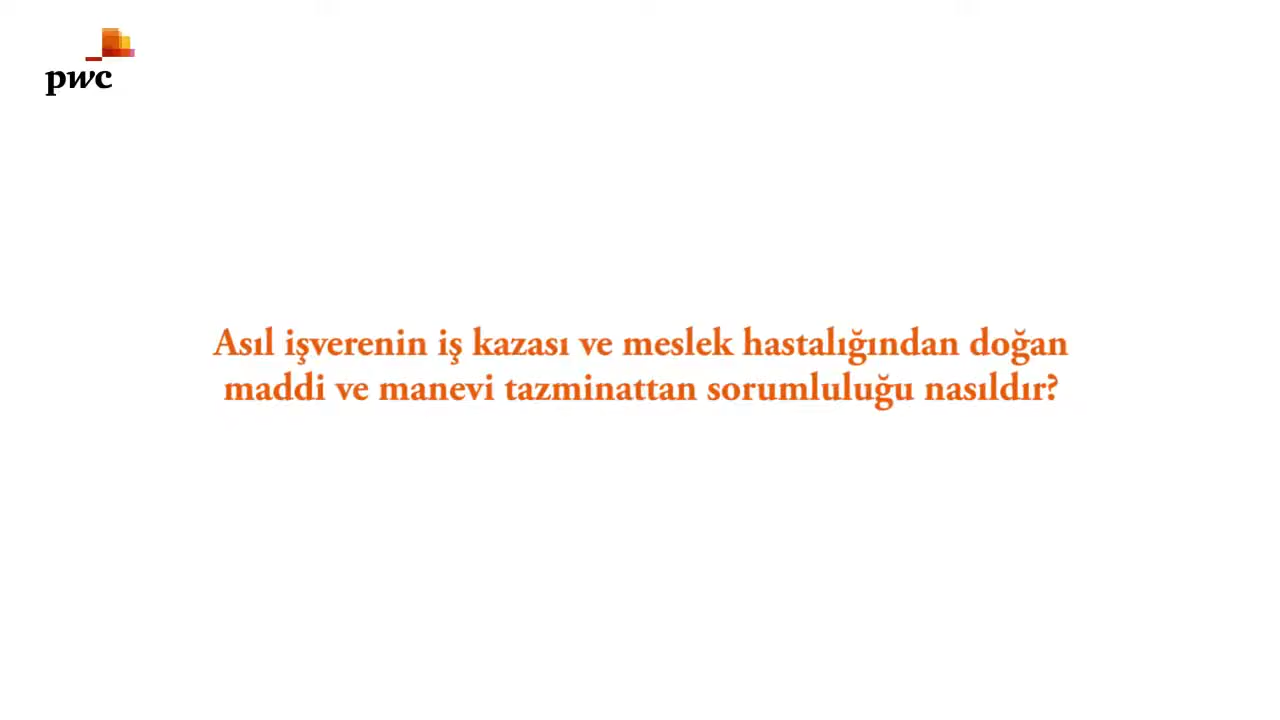 pwc
Asıl işverenin iş kazası ve meslek hastalığından doğan
maddi ve manevi tazminattan sorumluluğu nasıldır?